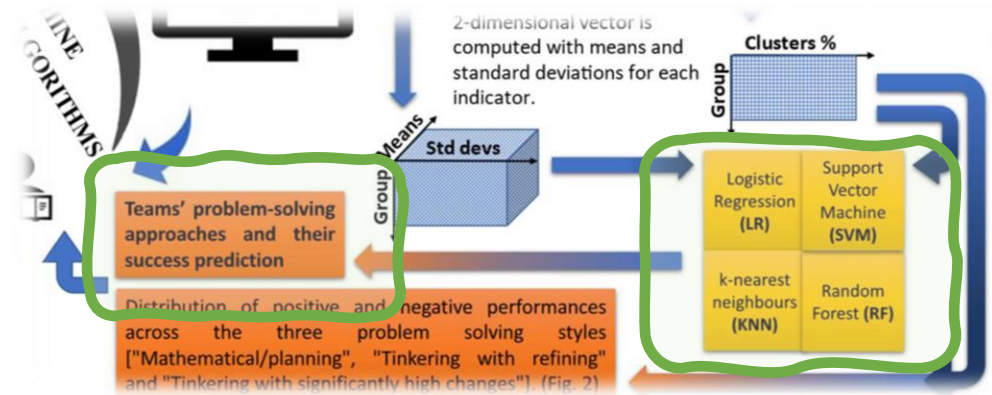 2-dimensional vector is
computed with means and
standard deviations for each
indicator.
Clusters %
Group
GORITHMS
Means
Std devs
Group
Teams' problem-solving
approaches and their
success prediction
Logistic
Regression
(LR)
Support
Vector
Machine
(SVM)
k-nearest
neighbours
(KNN)
Random
Forest (RF)
Distribution of positive and negative performances
across the three problem solving styles
["Mathematical/planning", "Tinkering with refining"
and "Tinkering with significantly high changes"]. (Fig. 2)